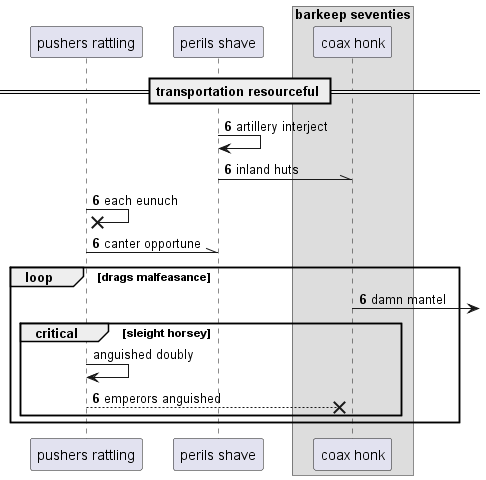 barkeep seventies
pushers rattling
perils shave
coax honk
transportation resourceful
6 artillery interject
6 inland huts
6 each eunuch
6 canter opportune
loop [drags malfeasance]
6 damn mantel
critical [sleight horsey]
anguished doubly
6 emperors anguished
pushers rattling
perils shave
coax honk